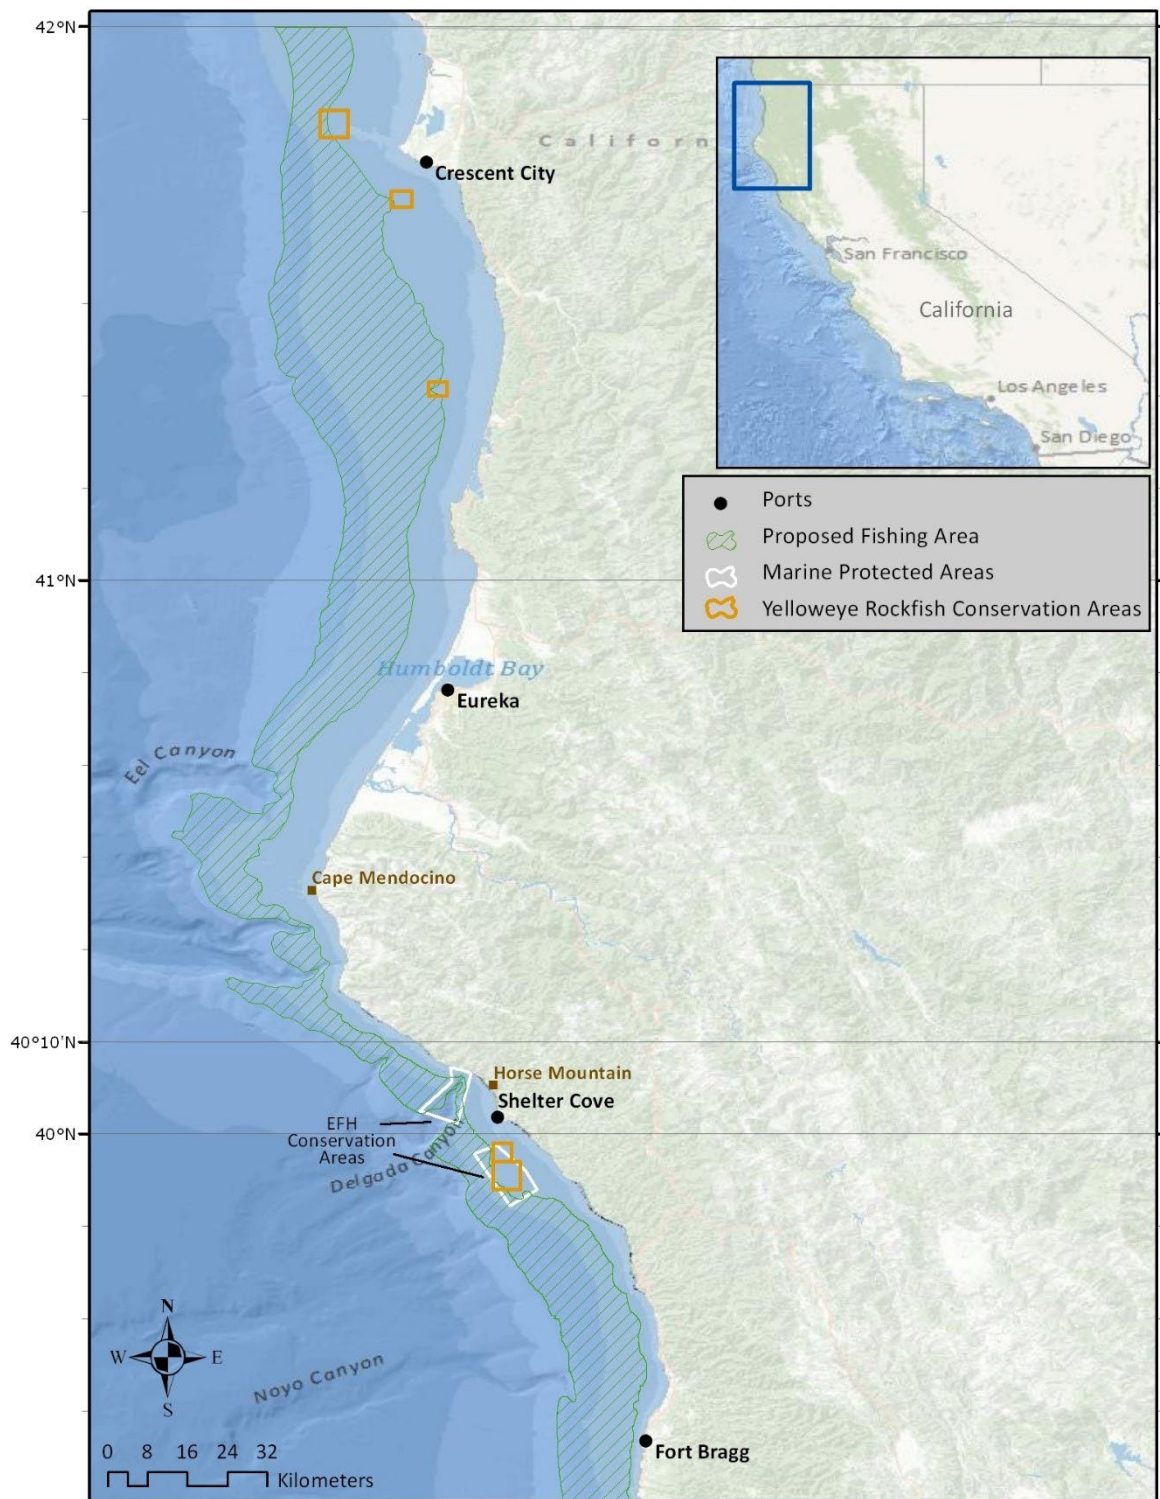 42°N
Californ
Crescent City
San Francisco
California
Los Angeles
San Diego
Ports
Proposed Fishing Area
Marine Protected Areas
Yelloweye Rockfish Conservation Areas
41°N
Humboldt Bay
Eureka
Eel Canyon
Cape Mendocino
40°10'N
Horse Mountain
Shelter Cove
EFH
Conservation
Areas
40°N
Delgada Canyon
N
W E
S
Noyo Canyon
0 8 16 24 32
Kilometers
Fort Bragg